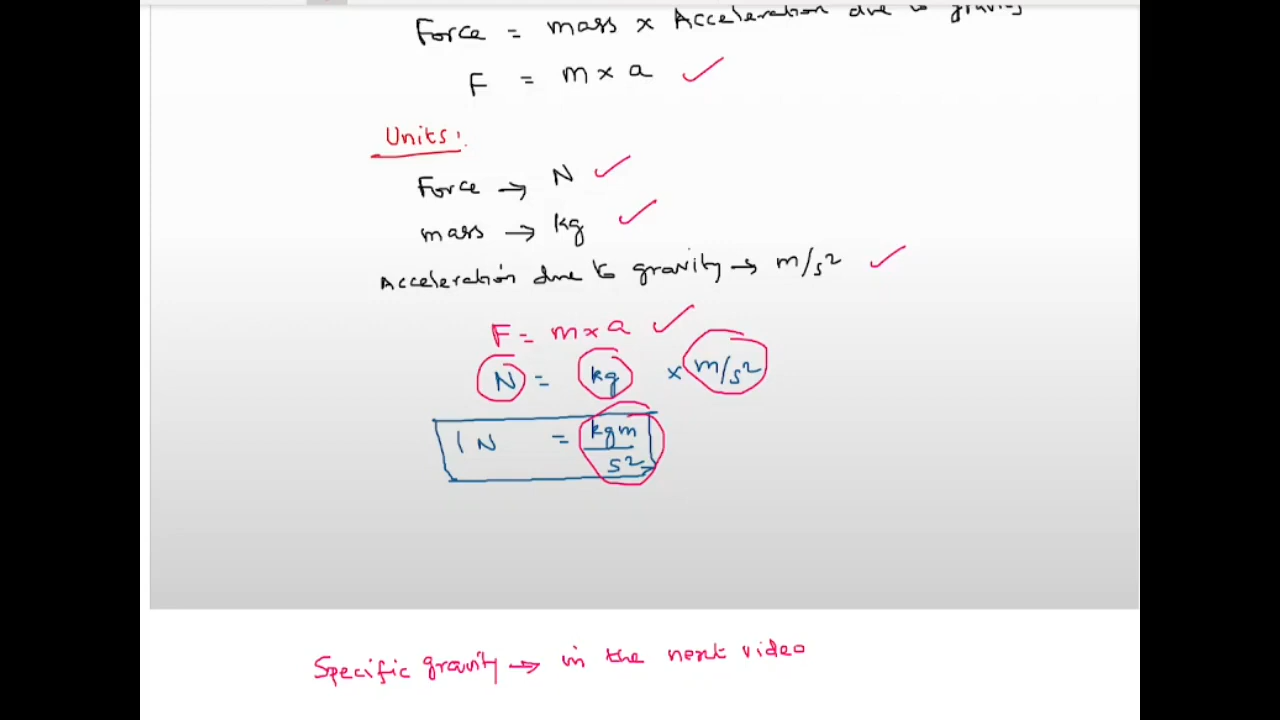 Force = mass x Acceleration due to gravity
F = m x a
Units:
Force → N
mass → kg
Acceleration due to gravity → m/s²
F = m x a
N = kg x m/s²
1 N = kgm/s²
Specific gravity → in the next video